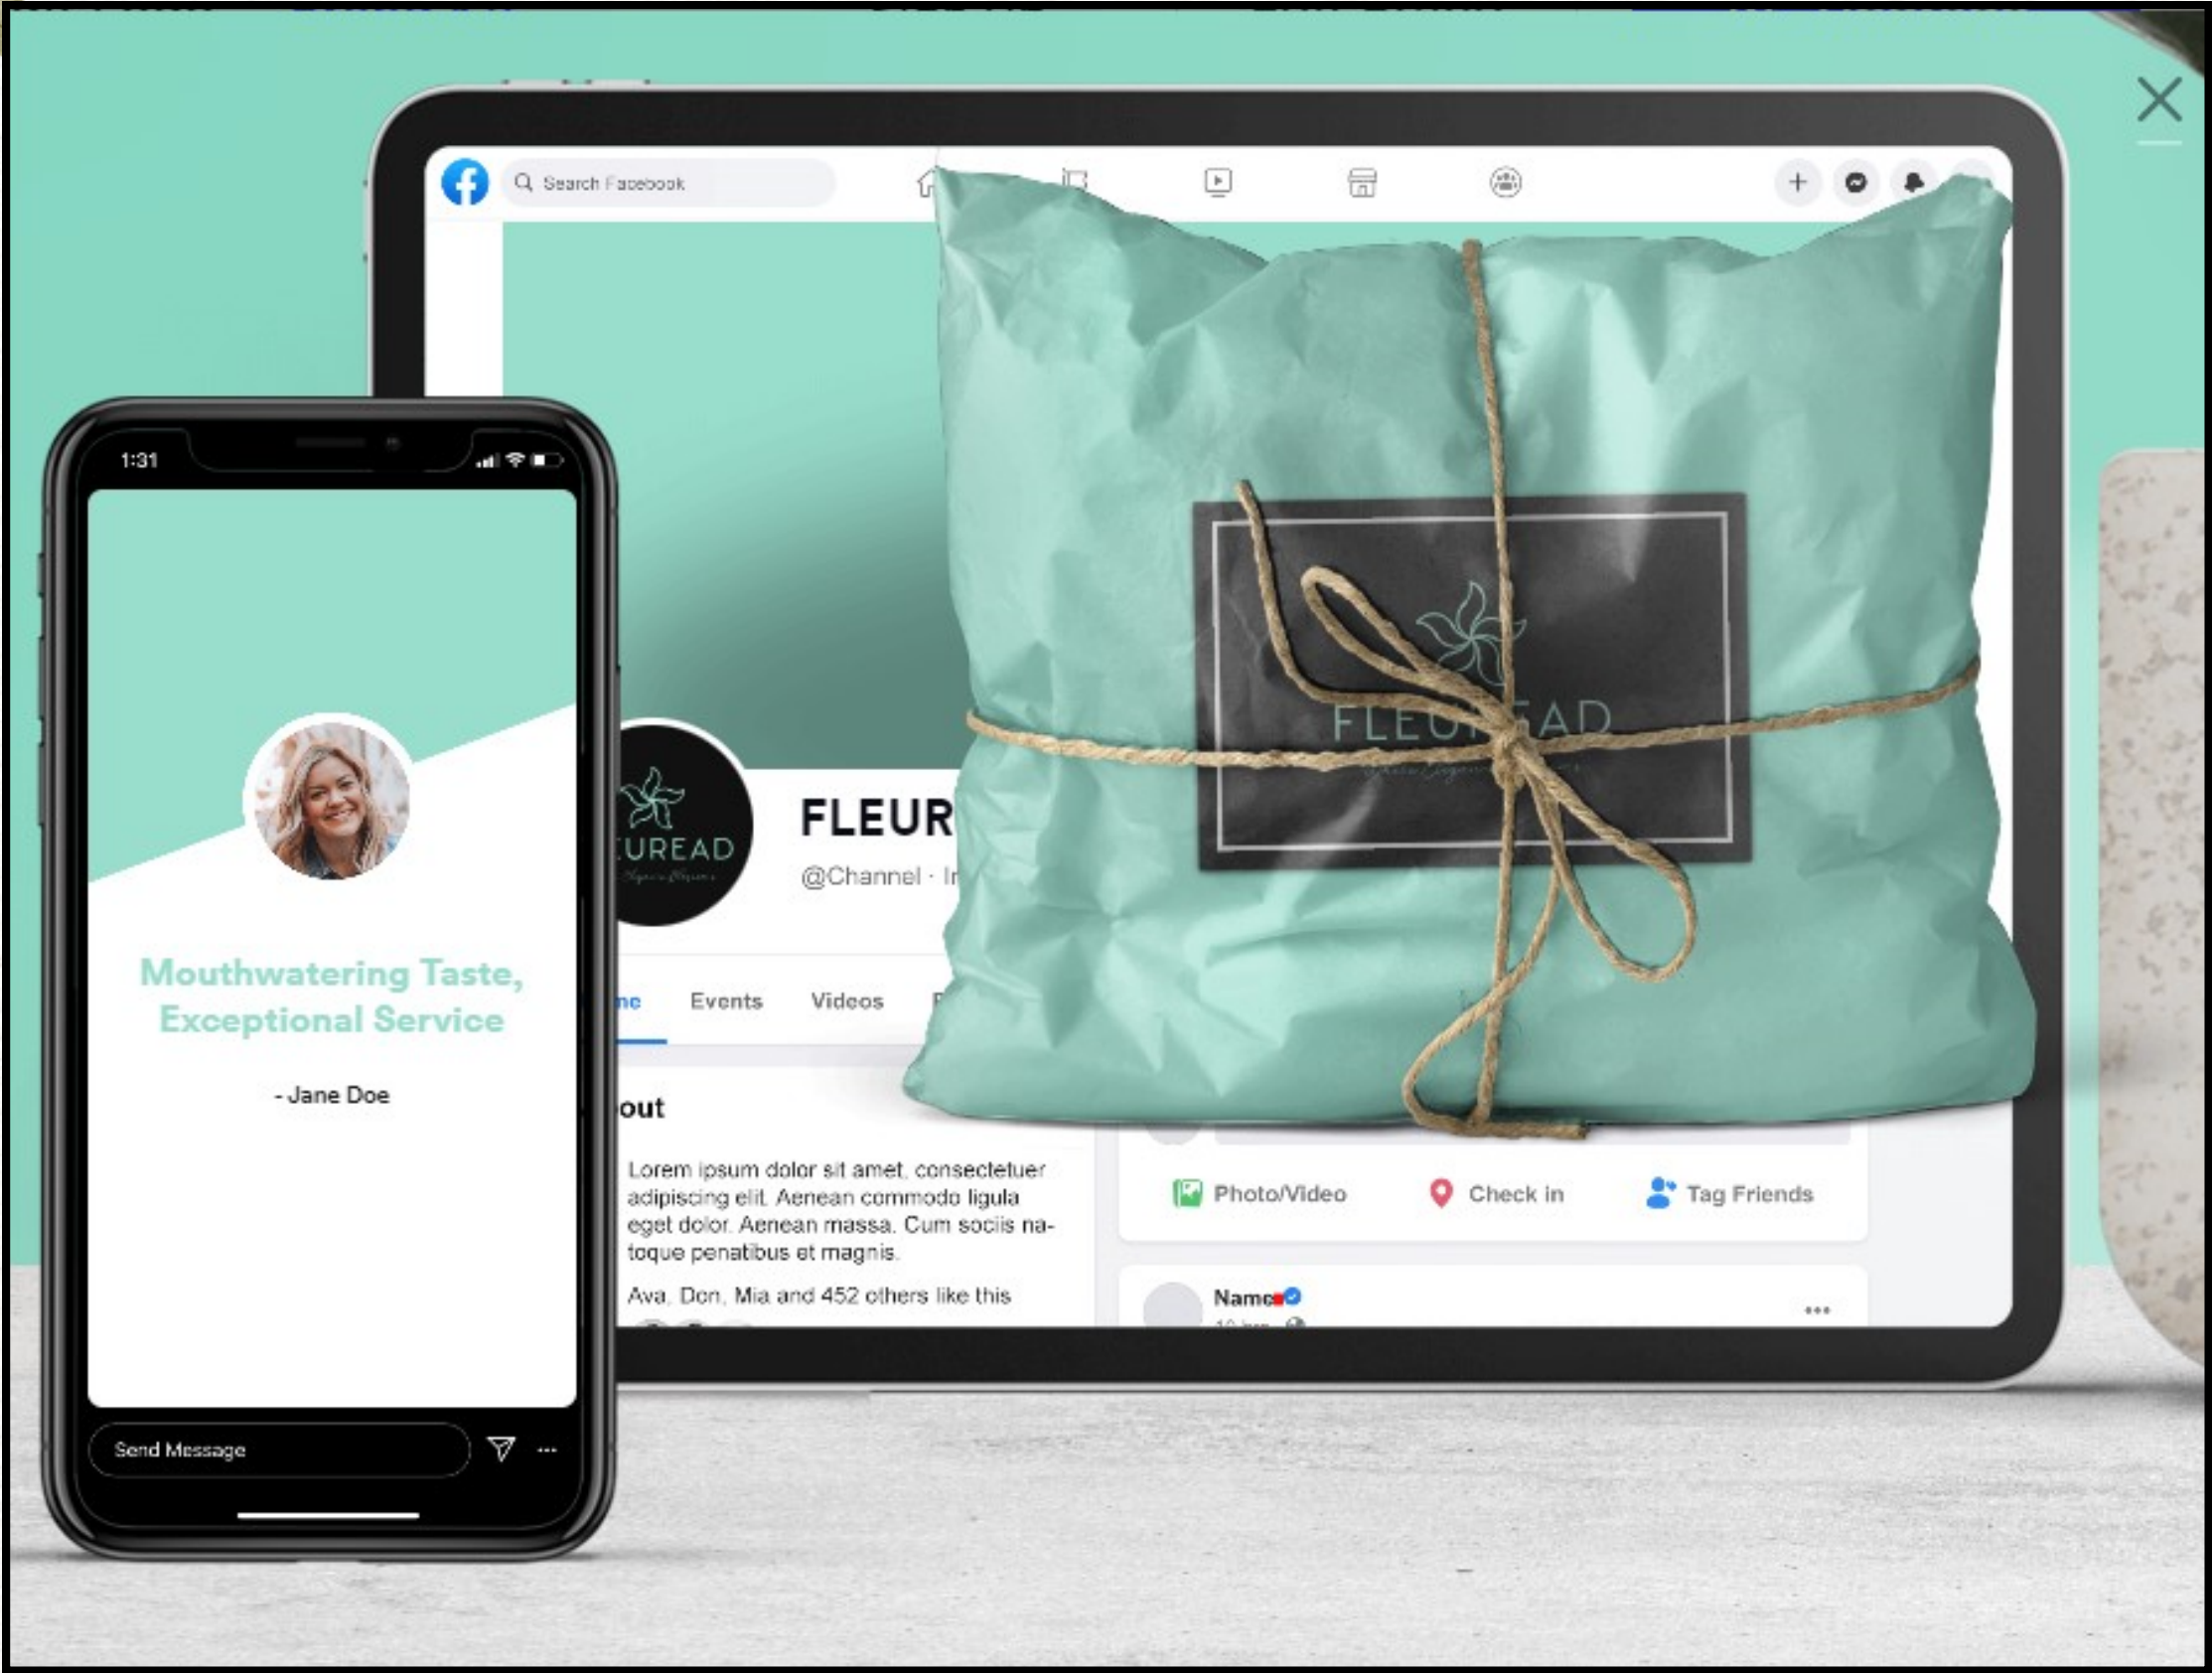 Search Facebook
1:31
FLEUR
UREAD
@Channel · In
Events
Videos
Mouthwatering Taste,
Exceptional Service
- Jane Doe
out
Lorem ipsum dolor sit amet, consectetuer
adipiscing elit. Aenean commodo ligula
eget dolor. Aenean massa. Cum sociis na-
toque penatibus et magnis.
Ava, Don, Mia and 452 others like this
Photo/Video
Check in
Tag Friends
Name
Send Message